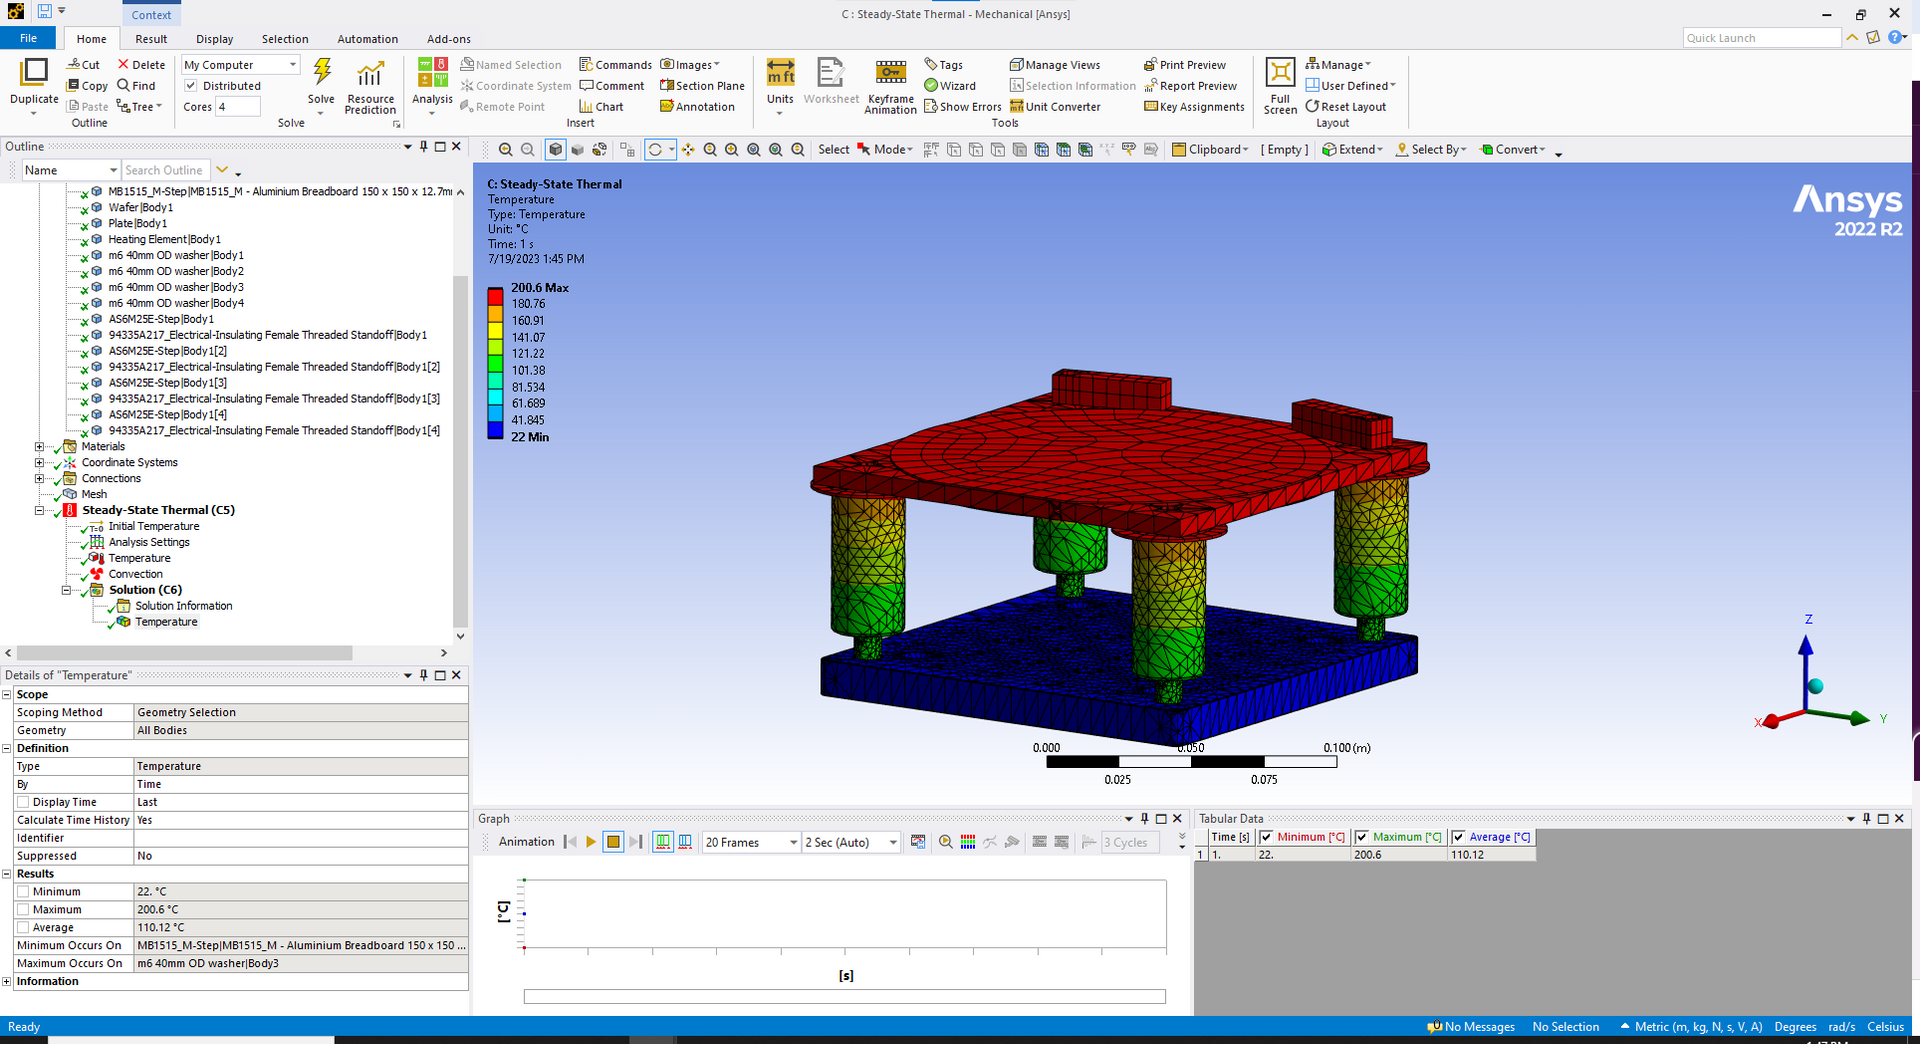 Context
C : Steady-State Thermal - Mechanical [Ansys]
File Home Result Display Selection Automation Add-ons
Quick Launch
Duplicate
Cut
Delete
Copy
Find
Paste
Tree
Outline
My Computer
Distributed
Cores 4
Solve
Resource Prediction
Solve
Analysis
Named Selection
Coordinate System
Remote Point
Commands
Comment
Chart
Images
Section Plane
Annotation
Insert
Units
Worksheet
Keyframe Animation
Tags
Wizard
Show Errors
Manage Views
Selection Information
Unit Converter
Print Preview
Report Preview
Key Assignments
Tools
Full Screen
Manage
User Defined
Reset Layout
Layout
Outline
Name
Search Outline
MB1515_M-Step|MB1515_M - Aluminium Breadboard 150 x 150 x 12.7m
Wafer|Body1
Plate|Body1
Heating Element|Body1
m6 40mm OD washer|Body1
m6 40mm OD washer|Body2
m6 40mm OD washer|Body3
m6 40mm OD washer|Body4
AS6M25E-Step|Body1
94335A217_Electrical-Insulating Female Threaded Standoff|Body1
AS6M25E-Step|Body1[2]
94335A217_Electrical-Insulating Female Threaded Standoff|Body1[2]
AS6M25E-Step|Body1[3]
94335A217_Electrical-Insulating Female Threaded Standoff|Body1[3]
AS6M25E-Step|Body1[4]
94335A217_Electrical-Insulating Female Threaded Standoff|Body1[4]
Materials
Coordinate Systems
Connections
Mesh
Steady-State Thermal (C5)
T=0 Initial Temperature
Analysis Settings
Temperature
Convection
Solution (C6)
Solution Information
Temperature
Details of "Temperature"
Scope
Scoping Method Geometry Selection
Geometry All Bodies
Definition
Type Temperature
By Time
Display Time Last
Calculate Time History Yes
Identifier
Suppressed No
Results
Minimum 22. °C
Maximum 200.6 °C
Average 110.12 °C
Minimum Occurs On MB1515_M-Step|MB1515_M - Aluminium Breadboard 150 x 150 ...
Maximum Occurs On m6 40mm OD washer|Body3
Information
Select Mode Clipboard [ Empty ] Extend Select By Convert
C: Steady-State Thermal
Temperature
Type: Temperature
Unit: °C
Time: 1 s
7/19/2023 1:45 PM
200.6 Max
180.76
160.91
141.07
121.22
101.38
81.534
61.689
41.845
22 Min
Ansys
2022 R2
Z
X
Y
0.000 0.050 0.100 (m)
0.025 0.075
Graph
Animation 20 Frames 2 Sec (Auto) 3 Cycles
[°C]
[s]
Tabular Data
Time [s] Minimum [°C] Maximum [°C] Average [°C]
1 1. 22. 200.6 110.12
Ready
No Messages No Selection Metric (m, kg, N, s, V, A) Degrees rad/s Celsius